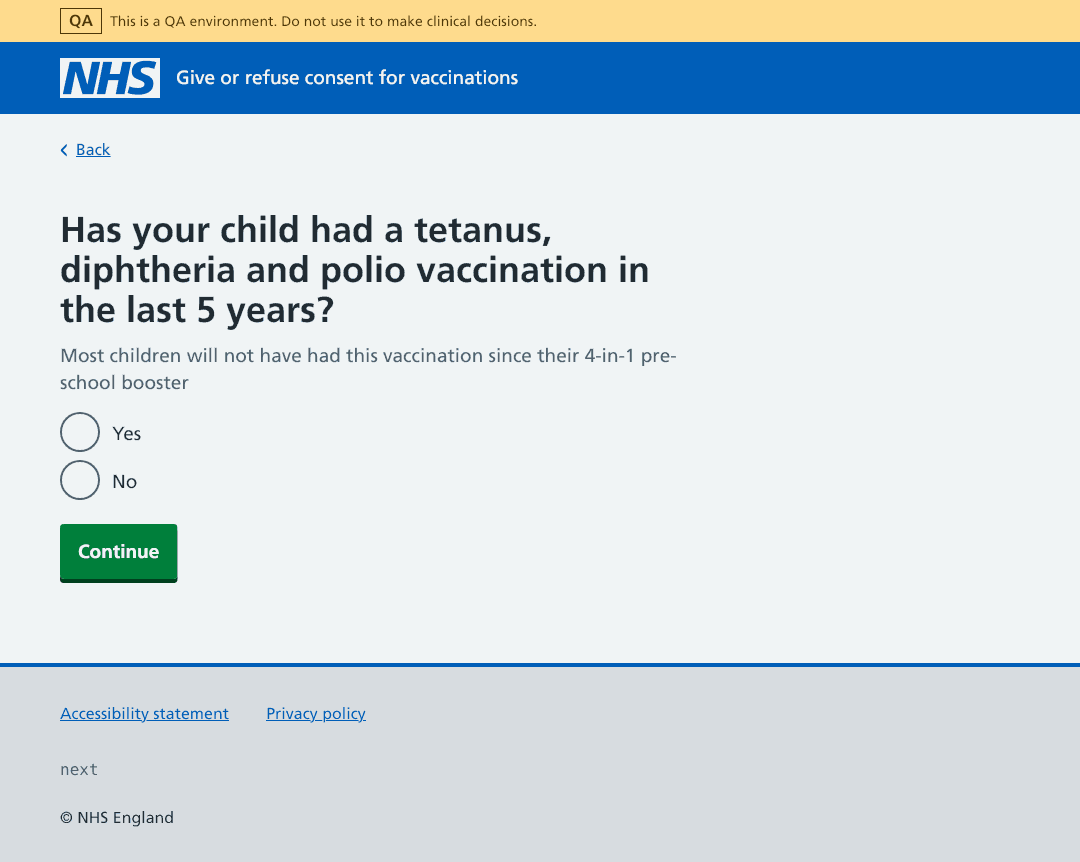 QA This is a QA environment. Do not use it to make clinical decisions.
NHS Give or refuse consent for vaccinations
Back
Has your child had a tetanus,
diphtheria and polio vaccination in
the last 5 years?
Most children will not have had this vaccination since their 4-in-1 pre-
school booster
Yes
No
Continue
Accessibility statement Privacy policy
next
© NHS England